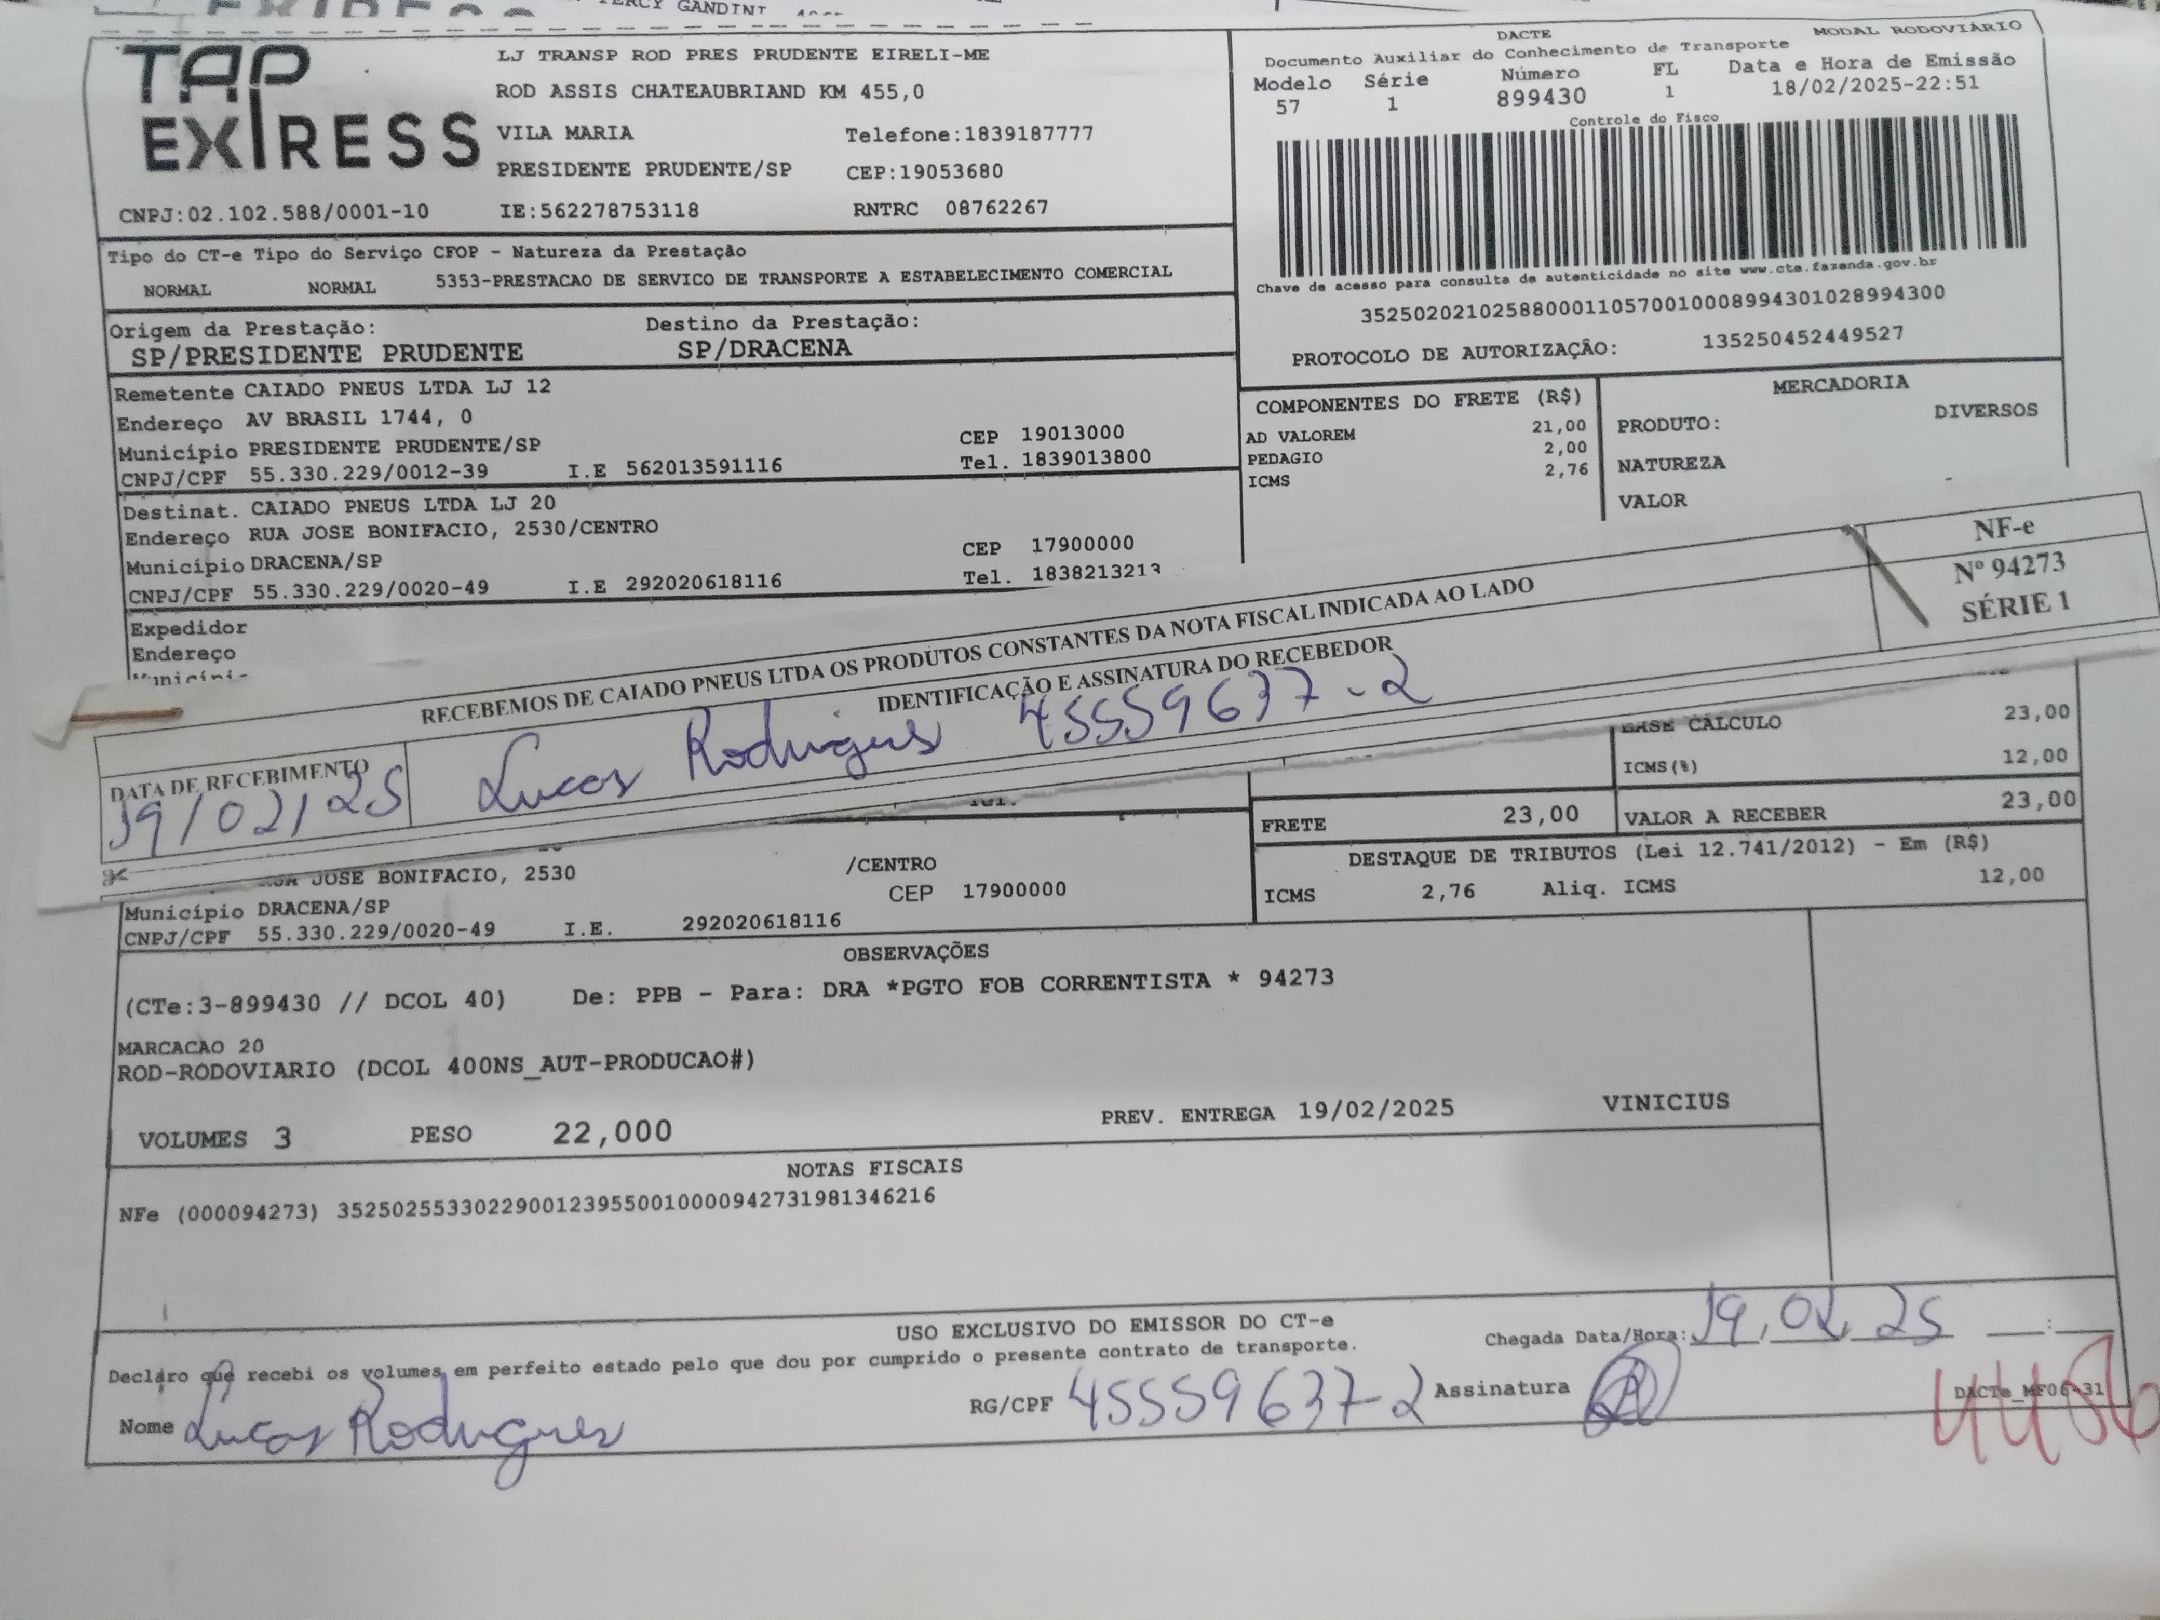 GANDINI
TAP
EXPRESS
LJ TRANSP ROD PRES PRUDENTE EIRELI-ME
ROD ASSIS CHATEAUBRIAND KM 455,0
VILA MARIA Telefone:1839187777
PRESIDENTE PRUDENTE/SP CEP:19053680
CNPJ:02.102.588/0001-10 IE:562278753118 RNTRC 08762267
DACTE MODAL RODOVIÁRIO
Documento Auxiliar do Conhecimento de Transporte
Modelo Série Número FL Data e Hora de Emissão
57 1 899430 1 18/02/2025-22:51
Controle do Fisco
Chave de acesso para consulta de autenticidade no site www.cte.fazenda.gov.br
35250202102588000110570010008994301028994300
PROTOCOLO DE AUTORIZAÇÃO: 135250452449527
Tipo do CT-e Tipo do Serviço CFOP - Natureza da Prestação
NORMAL NORMAL 5353-PRESTACAO DE SERVICO DE TRANSPORTE A ESTABELECIMENTO COMERCIAL
Origem da Prestação: Destino da Prestação:
SP/PRESIDENTE PRUDENTE SP/DRACENA
Remetente CAIADO PNEUS LTDA LJ 12
Endereço AV BRASIL 1744, 0
Município PRESIDENTE PRUDENTE/SP CEP 19013000
CNPJ/CPF 55.330.229/0012-39 I.E 562013591116 Tel. 1839013800
Destinat. CAIADO PNEUS LTDA LJ 20
Endereço RUA JOSE BONIFACIO, 2530/CENTRO
Município DRACENA/SP CEP 17900000
CNPJ/CPF 55.330.229/0020-49 I.E 292020618116 Tel. 1838213213
Expedidor
Endereço
COMPONENTES DO FRETE (R$)
AD VALOREM 21,00
PEDAGIO 2,00
ICMS 2,76
MERCADORIA
PRODUTO: DIVERSOS
NATUREZA
VALOR
RECEBEMOS DE CAIADO PNEUS LTDA OS PRODUTOS CONSTANTES DA NOTA FISCAL INDICADA AO LADO
NF-e
Nº 94273
SÉRIE 1
DATA DE RECEBIMENTO IDENTIFICAÇÃO E ASSINATURA DO RECEBEDOR
19/02/25 Lucas Rodrigues 45559637-2
BASE CÁLCULO 23,00
ICMS(%) 12,00
FRETE 23,00 VALOR A RECEBER 23,00
DESTAQUE DE TRIBUTOS (Lei 12.741/2012) - Em (R$)
ICMS 2,76 Aliq. ICMS 12,00
RUA JOSE BONIFACIO, 2530 /CENTRO
Município DRACENA/SP CEP 17900000
CNPJ/CPF 55.330.229/0020-49 I.E. 292020618116
OBSERVAÇÕES
(CTe:3-899430 // DCOL 40) De: PPB - Para: DRA *PGTO FOB CORRENTISTA * 94273
MARCACAO 20
ROD-RODOVIARIO (DCOL 400NS_AUT-PRODUCAO#)
VOLUMES 3 PESO 22,000 PREV. ENTREGA 19/02/2025 VINICIUS
NOTAS FISCAIS
NFe (000094273) 35250255330229001239550010000942731981346216
USO EXCLUSIVO DO EMISSOR DO CT-e
Chegada Data/Hora: 19/02/25 :
Declaro que recebi os volumes em perfeito estado pelo que dou por cumprido o presente contrato de transporte.
Nome Lucas Rodrigues RG/CPF 45559637-2 Assinatura